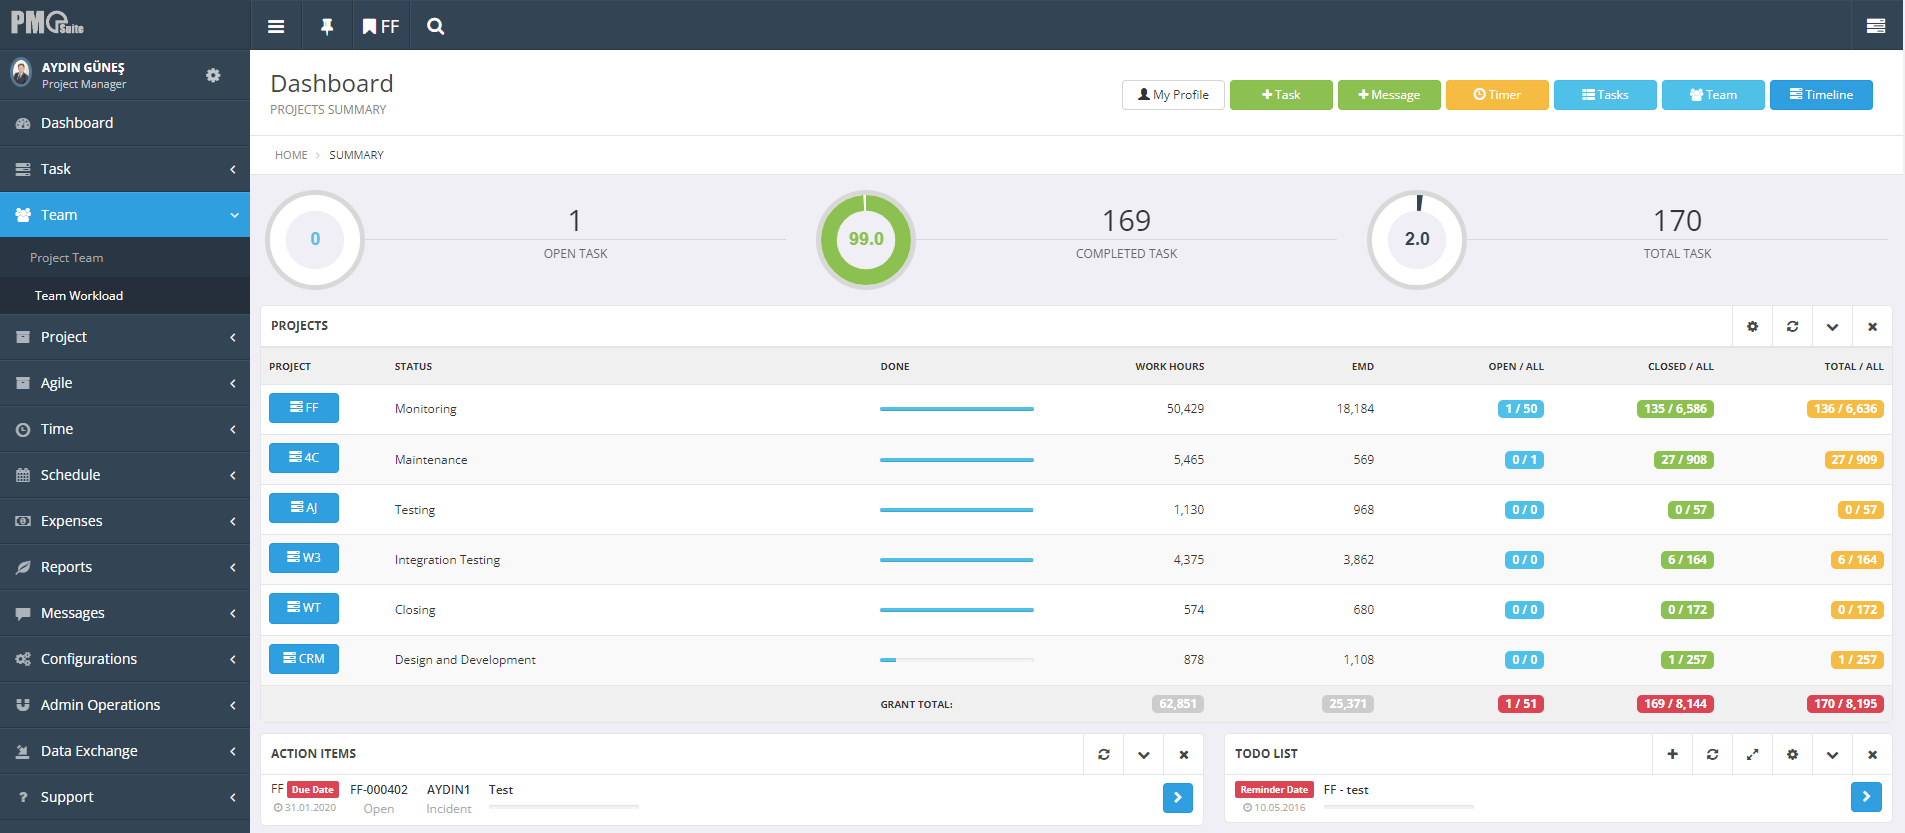 PMO Suite
FF
AYDIN GÜNEŞ
Project Manager
Dashboard
Task
Team
Project Team
Team Workload
Project
Agile
Time
Schedule
Expenses
Reports
Messages
Configurations
Admin Operations
Data Exchange
? Support
Dashboard
PROJECTS SUMMARY
My Profile +Task +Message Timer Tasks Team Timeline
HOME > SUMMARY
0 1 OPEN TASK
99.0 169 COMPLETED TASK
2.0 170 TOTAL TASK
PROJECTS
PROJECT STATUS DONE WORK HOURS EMD OPEN / ALL CLOSED / ALL TOTAL / ALL
FF Monitoring 50,429 18,184 1 / 50 135 / 6,586 136 / 6,636
4C Maintenance 5,465 569 0 / 1 27 / 908 27 / 909
AJ Testing 1,130 968 0 / 0 0 / 57 0 / 57
W3 Integration Testing 4,375 3,862 0 / 0 6 / 164 6 / 164
WT Closing 574 680 0 / 0 0 / 172 0 / 172
CRM Design and Development 878 1,108 0 / 0 1 / 257 1 / 257
GRANT TOTAL: 62,851 25,371 1 / 51 169 / 8,144 170 / 8,195
ACTION ITEMS
FF Due Date FF-000402 AYDIN1 Test
31.01.2020 Open Incident
TODO LIST
Reminder Date FF - test
10.05.2016